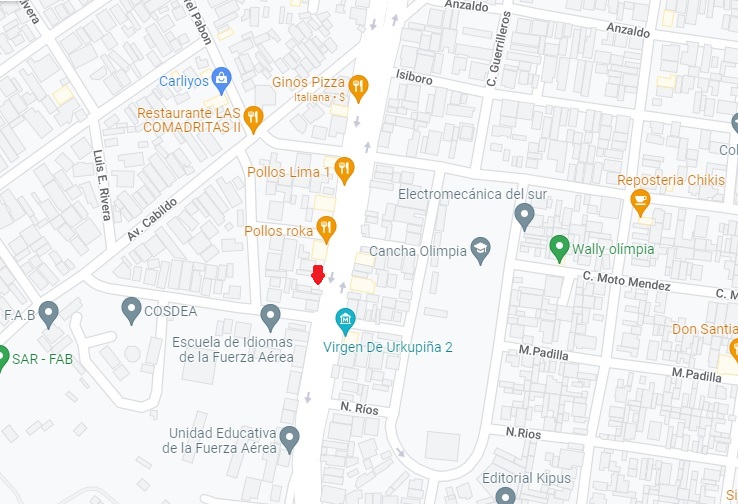 Anzaldo
Anzaldo
C. Guerrilleros
Isiboro
Carliyos
Ginos Pizza
Italiana • $
Restaurante LAS
COMADRITAS II
Luis E. Rivera
Pollos Lima 1
Av. Cabildo
Electromecánica del sur
Reposteria Chikis
Pollos roka
Cancha Olimpia
Wally olímpia
C. Moto Mendez
F.A.B
COSDEA
Escuela de Idiomas
de la Fuerza Aérea
Virgen De Urkupiña 2
Don Santia
SAR - FAB
M.Padilla
M.Padilla
N. Ríos
N.Rios
Unidad Educativa
de la Fuerza Aérea
Editorial Kipus